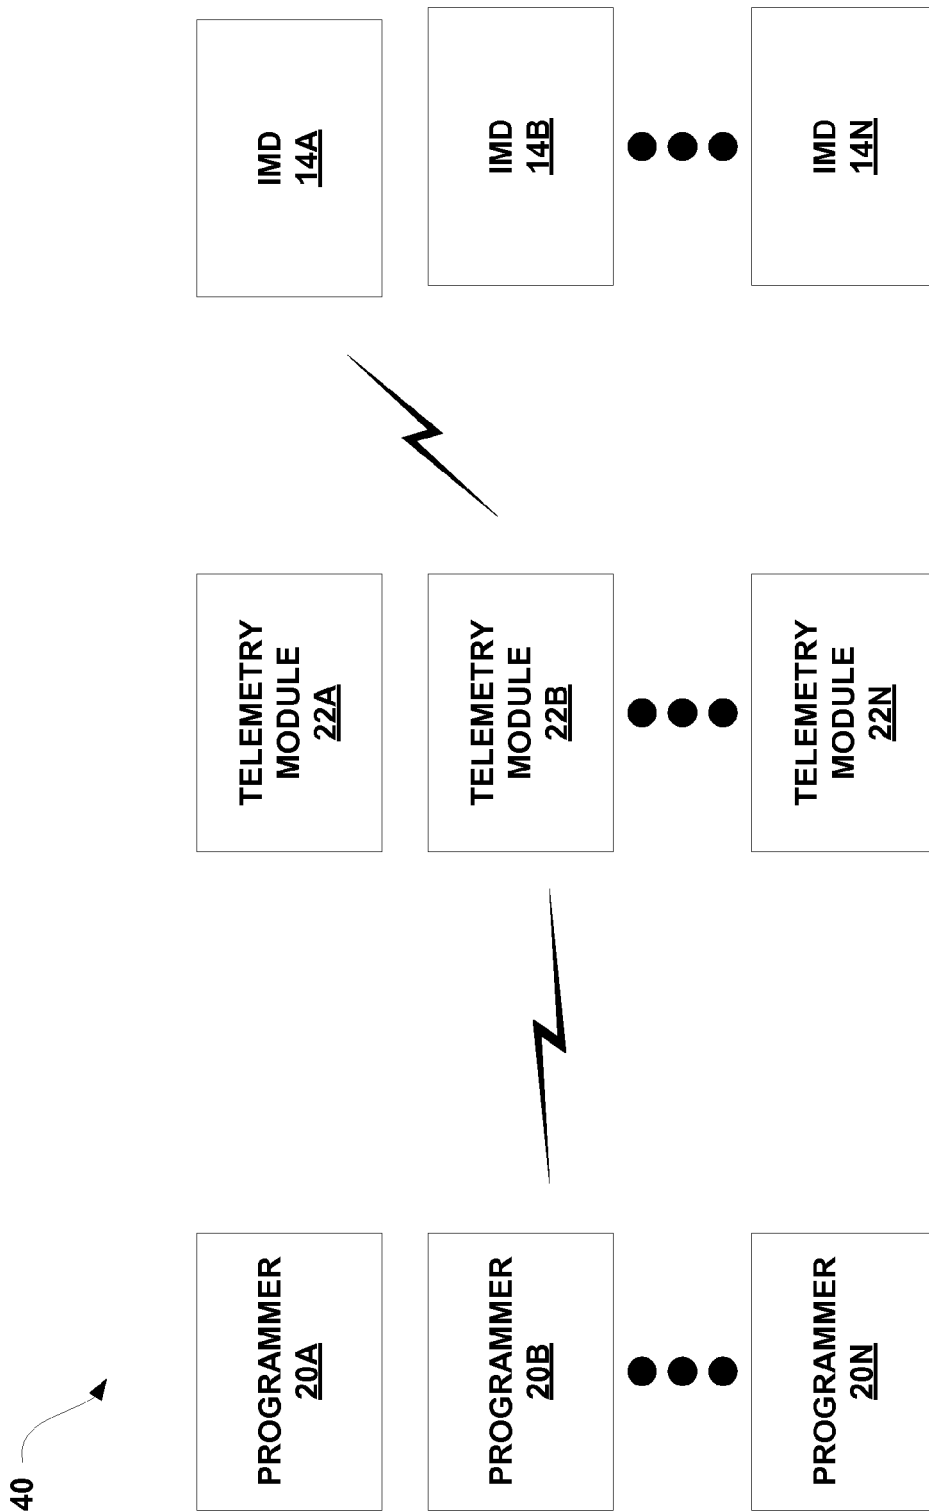 40
PROGRAMMER
20A
TELEMETRY
MODULE
22A
IMD
14A
PROGRAMMER
20B
TELEMETRY
MODULE
22B
IMD
14B
PROGRAMMER
20N
TELEMETRY
MODULE
22N
IMD
14N